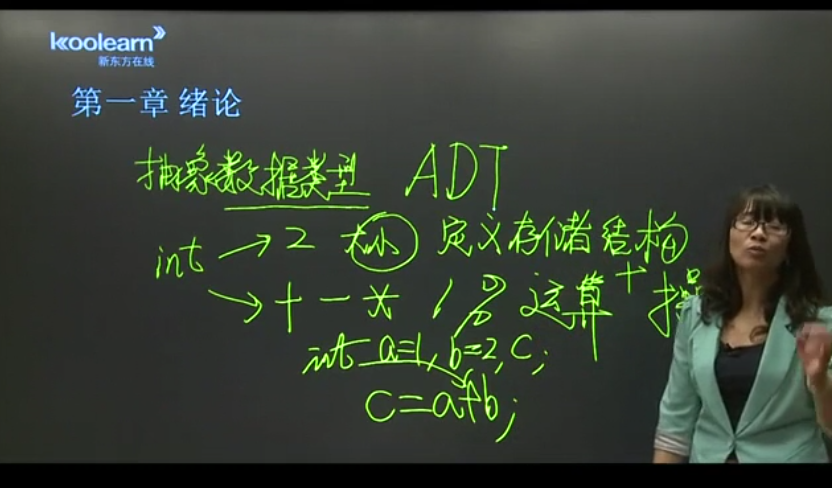 koolearn
新东方在线
第一章 绪论
抽象数据类型 ADT
int → 2 大小 定义存储结构
→ + - * / % 运算 + 操
int a=1, b=2, c;
c=a+b;